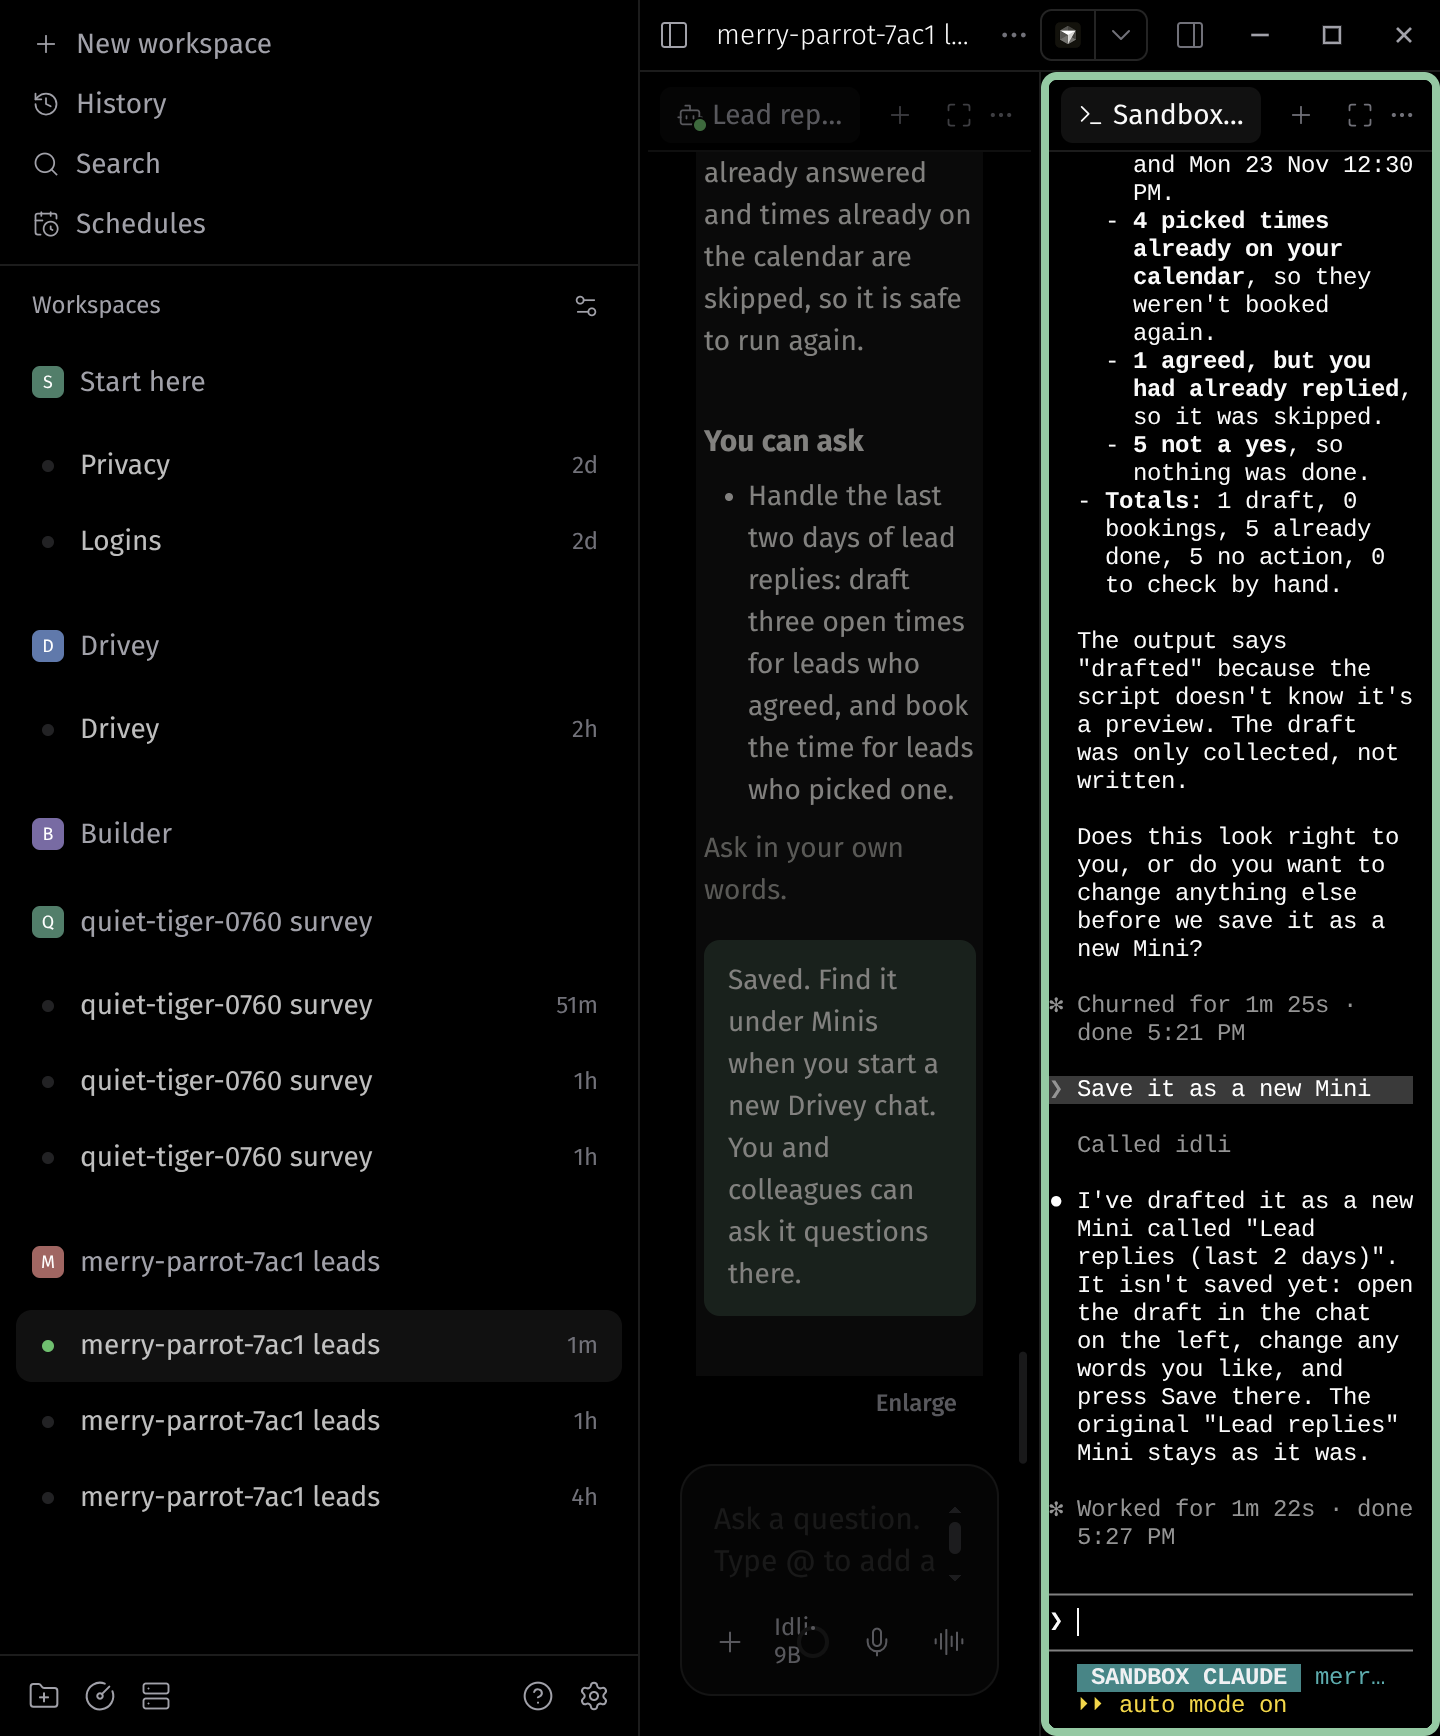 New workspace
History
Search
Schedules
Workspaces
S Start here
Privacy 2d
Logins 2d
D Drivey
Drivey 2h
B Builder
Q quiet-tiger-0760 survey
quiet-tiger-0760 survey 51m
quiet-tiger-0760 survey 1h
quiet-tiger-0760 survey 1h
M merry-parrot-7ac1 leads
merry-parrot-7ac1 leads 1m
merry-parrot-7ac1 leads 1h
merry-parrot-7ac1 leads 4h
merry-parrot-7ac1 l...
Lead rep...
already answered
and times already on
the calendar are
skipped, so it is safe
to run again.
You can ask
• Handle the last
two days of lead
replies: draft
three open times
for leads who
agreed, and book
the time for leads
who picked one.
Ask in your own
words.
Saved. Find it
under Minis
when you start a
new Drivey chat.
You and
colleagues can
ask it questions
there.
Enlarge
Ask a question.
Type @ to add a
Idli·
9B
Sandbox...
and Mon 23 Nov 12:30
PM.
- 4 picked times
already on your
calendar, so they
weren't booked
again.
- 1 agreed, but you
had already replied,
so it was skipped.
- 5 not a yes, so
nothing was done.
- Totals: 1 draft, 0
bookings, 5 already
done, 5 no action, 0
to check by hand.
The output says
"drafted" because the
script doesn't know it's
a preview. The draft
was only collected, not
written.
Does this look right to
you, or do you want to
change anything else
before we save it as a
new Mini?
✻ Churned for 1m 25s ·
done 5:21 PM
❯ Save it as a new Mini
Called idli
● I've drafted it as a new
Mini called "Lead
replies (last 2 days)".
It isn't saved yet: open
the draft in the chat
on the left, change any
words you like, and
press Save there. The
original "Lead replies"
Mini stays as it was.
✻ Worked for 1m 22s · done
5:27 PM
❯
SANDBOX CLAUDE merr…
⏵⏵ auto mode on